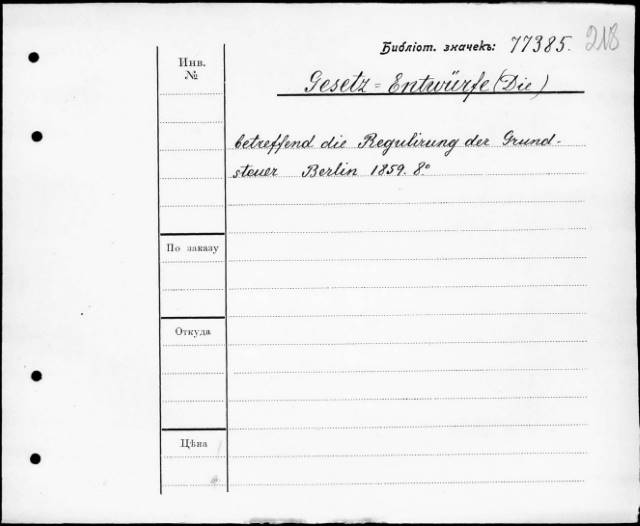 Библіот. значекъ: 77385. 218
Инв.
№
Gesetz=Entwürfe (Die)
betreffend die Regulirung der Grund-
steuer Berlin 1859. 8.º
По заказу
Откуда
Цѣна